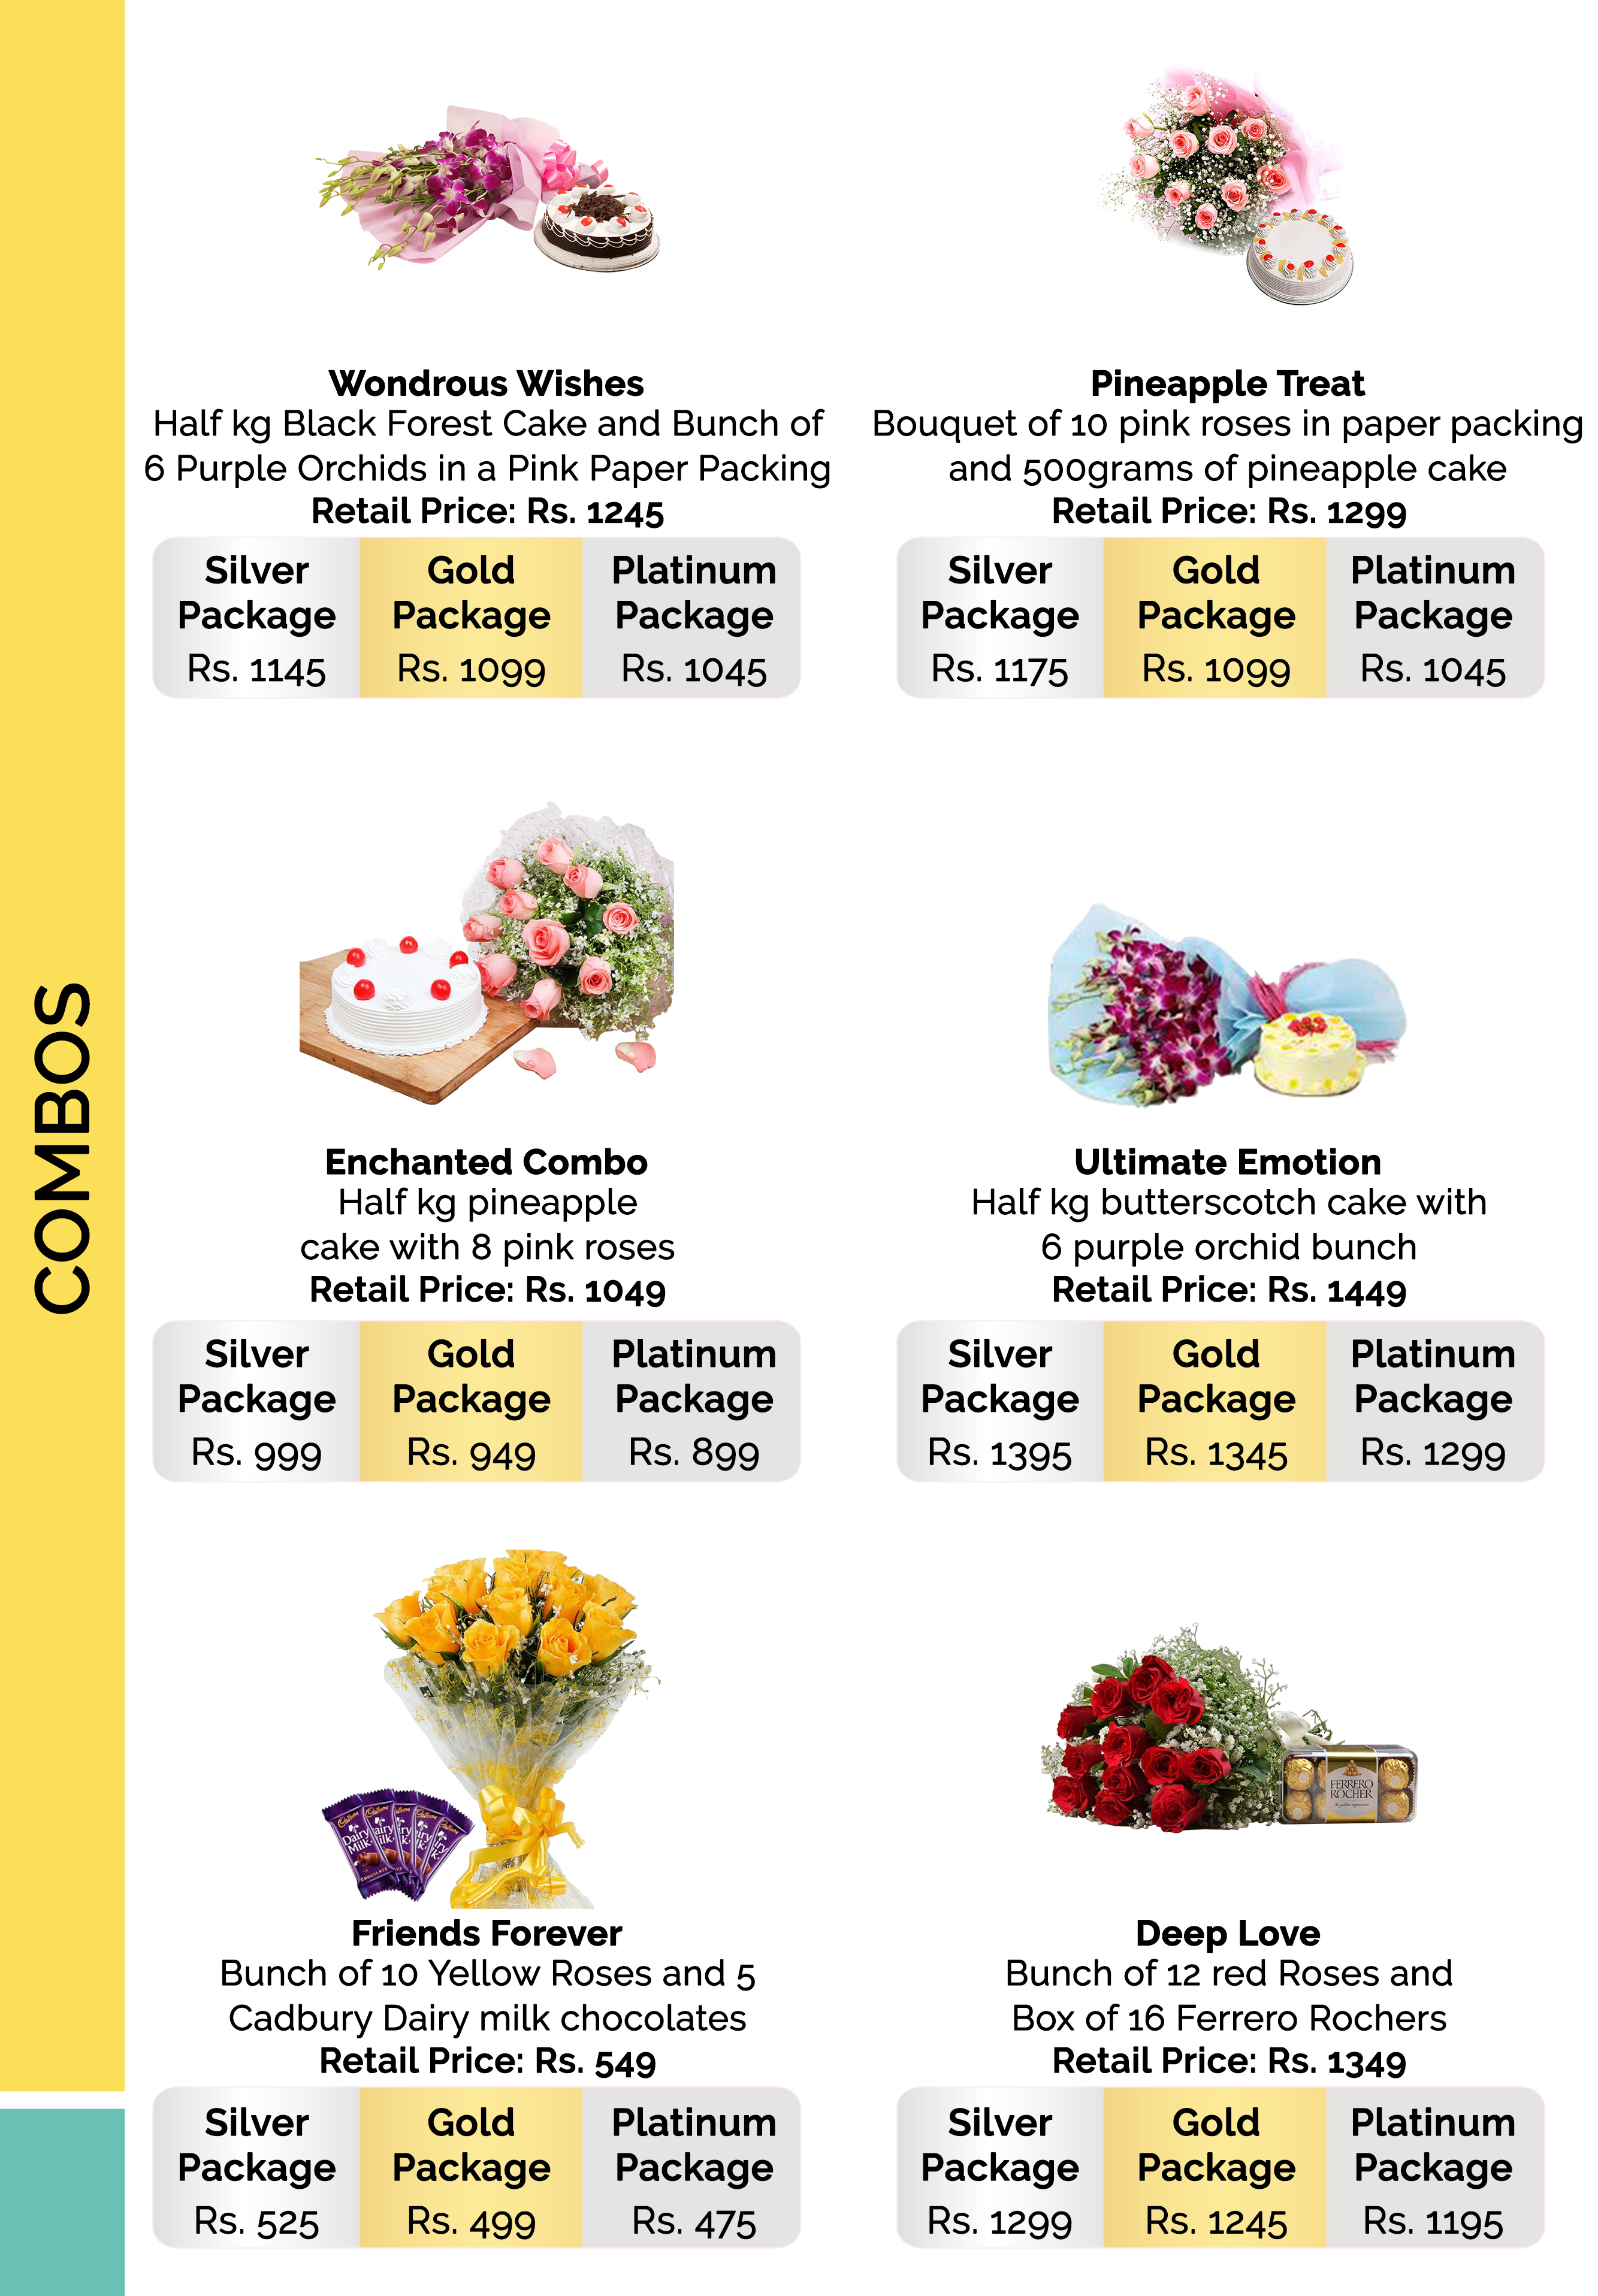 COMBOS
Wondrous Wishes
Half kg Black Forest Cake and Bunch of
6 Purple Orchids in a Pink Paper Packing
Retail Price: Rs. 1245
Silver Package
Rs. 1145
Gold Package
Rs. 1099
Platinum Package
Rs. 1045
Pineapple Treat
Bouquet of 10 pink roses in paper packing
and 500grams of pineapple cake
Retail Price: Rs. 1299
Silver Package
Rs. 1175
Gold Package
Rs. 1099
Platinum Package
Rs. 1045
Enchanted Combo
Half kg pineapple
cake with 8 pink roses
Retail Price: Rs. 1049
Silver Package
Rs. 999
Gold Package
Rs. 949
Platinum Package
Rs. 899
Ultimate Emotion
Half kg butterscotch cake with
6 purple orchid bunch
Retail Price: Rs. 1449
Silver Package
Rs. 1395
Gold Package
Rs. 1345
Platinum Package
Rs. 1299
Cadbury
Dairy Milk
CHOCOLATE
Friends Forever
Bunch of 10 Yellow Roses and 5
Cadbury Dairy milk chocolates
Retail Price: Rs. 549
Silver Package
Rs. 525
Gold Package
Rs. 499
Platinum Package
Rs. 475
FERRERO
ROCHER
Deep Love
Bunch of 12 red Roses and
Box of 16 Ferrero Rochers
Retail Price: Rs. 1349
Silver Package
Rs. 1299
Gold Package
Rs. 1245
Platinum Package
Rs. 1195